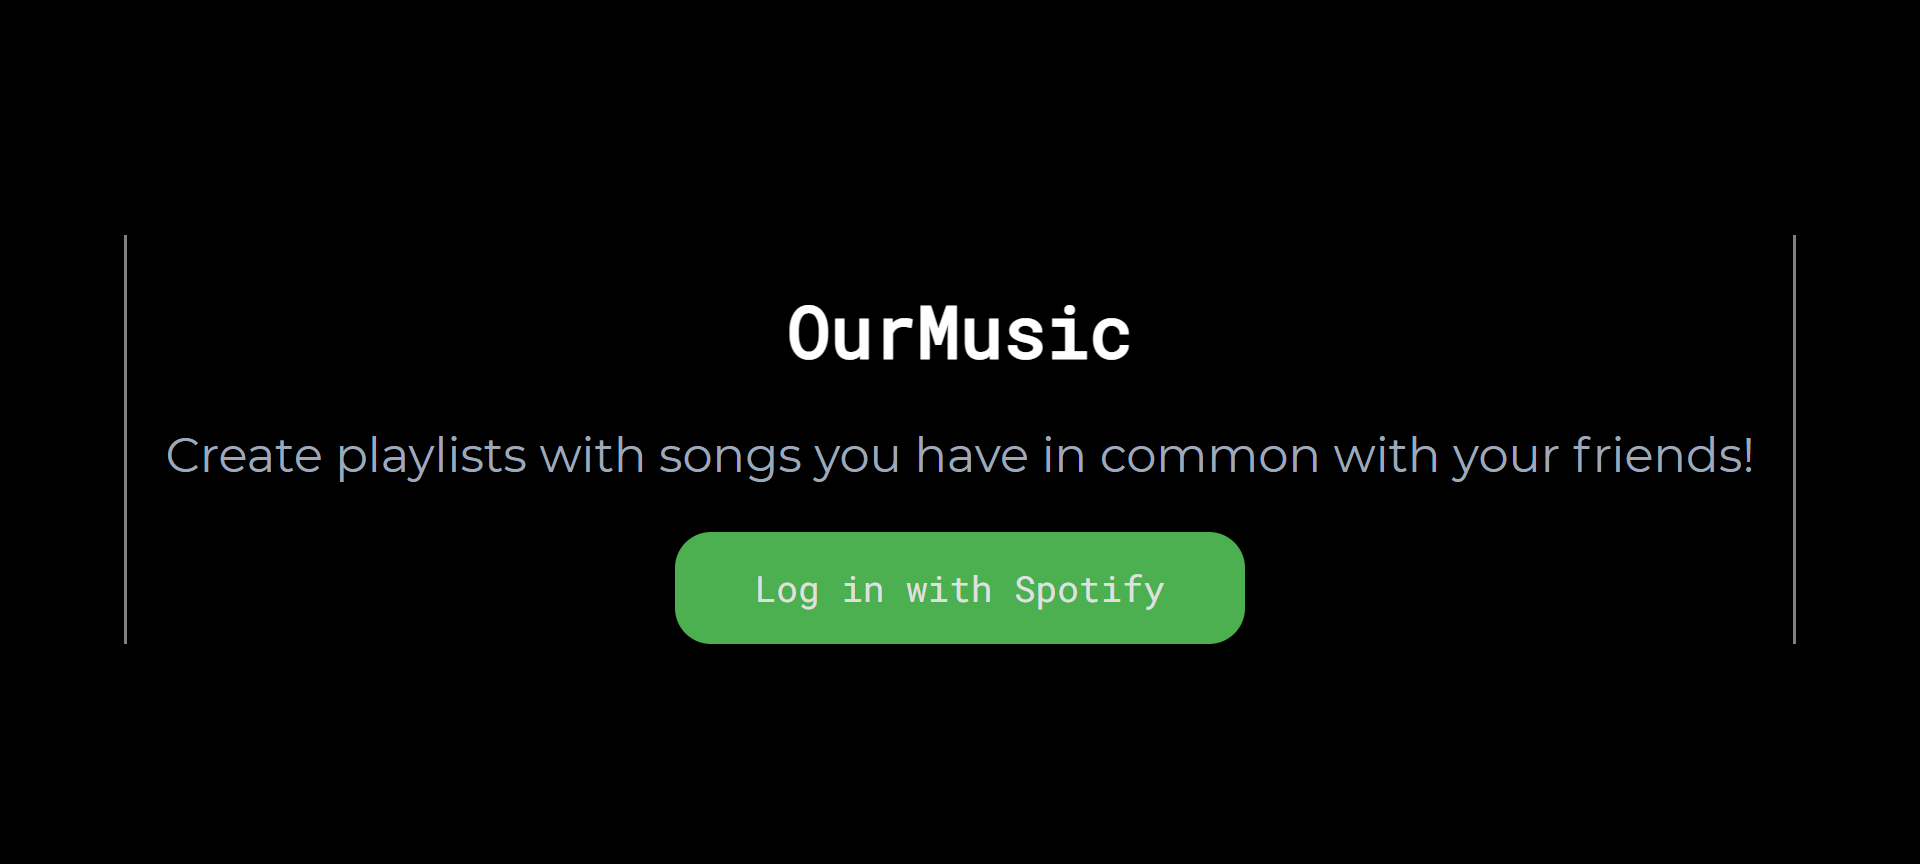 OurMusic
Create playlists with songs you have in common with your friends!
Log in with Spotify